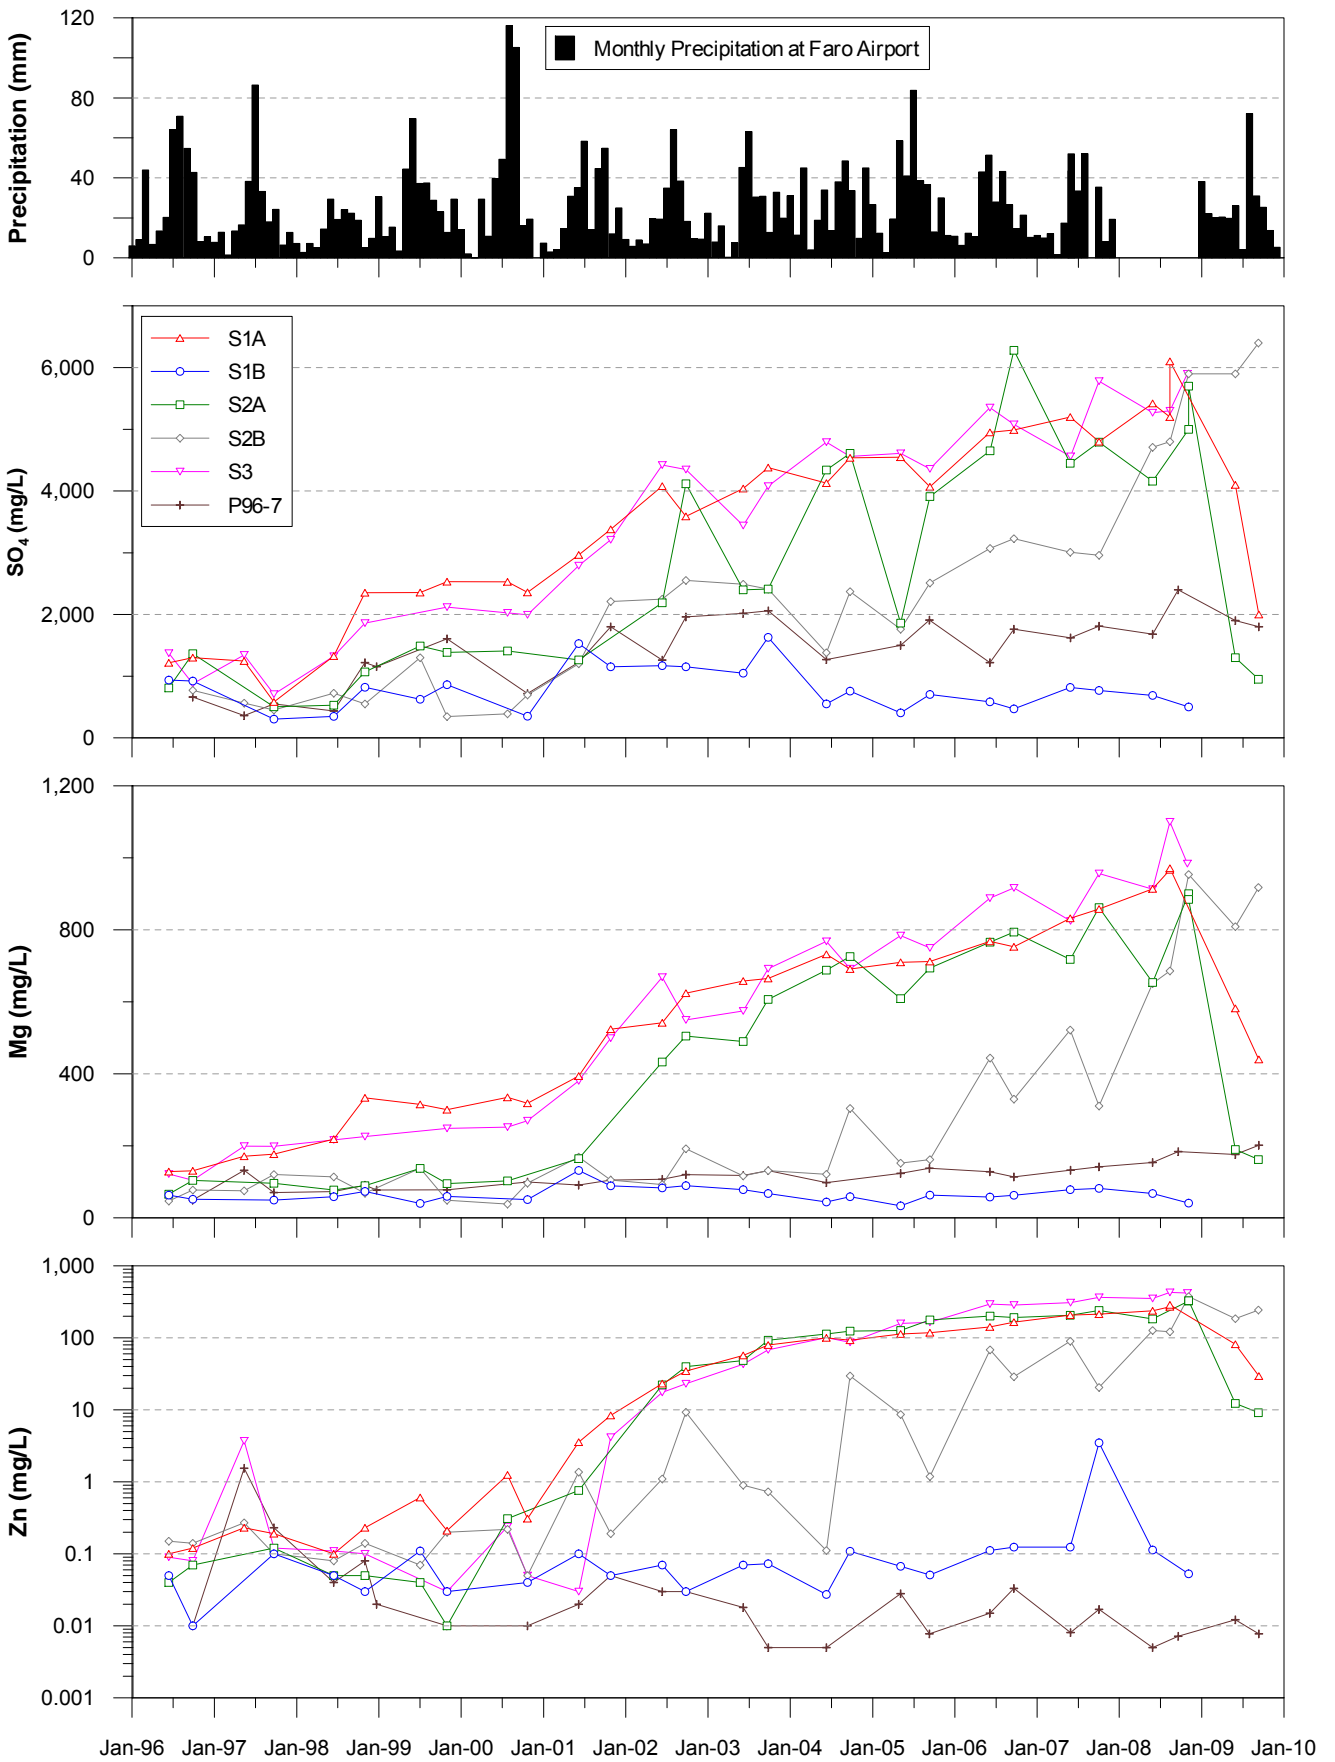 120
80
40
0
Precipitation (mm)
Monthly Precipitation at Faro Airport
6,000
4,000
2,000
0
SO4 (mg/L)
S1A
S1B
S2A
S2B
S3
P96-7
1,200
800
400
0
Mg (mg/L)
1,000
100
10
1
0.1
0.01
0.001
Zn (mg/L)
Jan-96 Jan-97 Jan-98 Jan-99 Jan-00 Jan-01 Jan-02 Jan-03 Jan-04 Jan-05 Jan-06 Jan-07 Jan-08 Jan-09 Jan-10